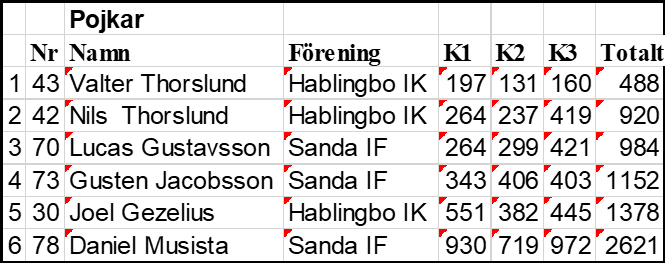 Pojkar
Nr Namn Förening K1 K2 K3 Totalt
1 43 Valter Thorslund Hablingbo IK 197 131 160 488
2 42 Nils Thorslund Hablingbo IK 264 237 419 920
3 70 Lucas Gustavsson Sanda IF 264 299 421 984
4 73 Gusten Jacobsson Sanda IF 343 406 403 1152
5 30 Joel Gezelius Hablingbo IK 551 382 445 1378
6 78 Daniel Musista Sanda IF 930 719 972 2621